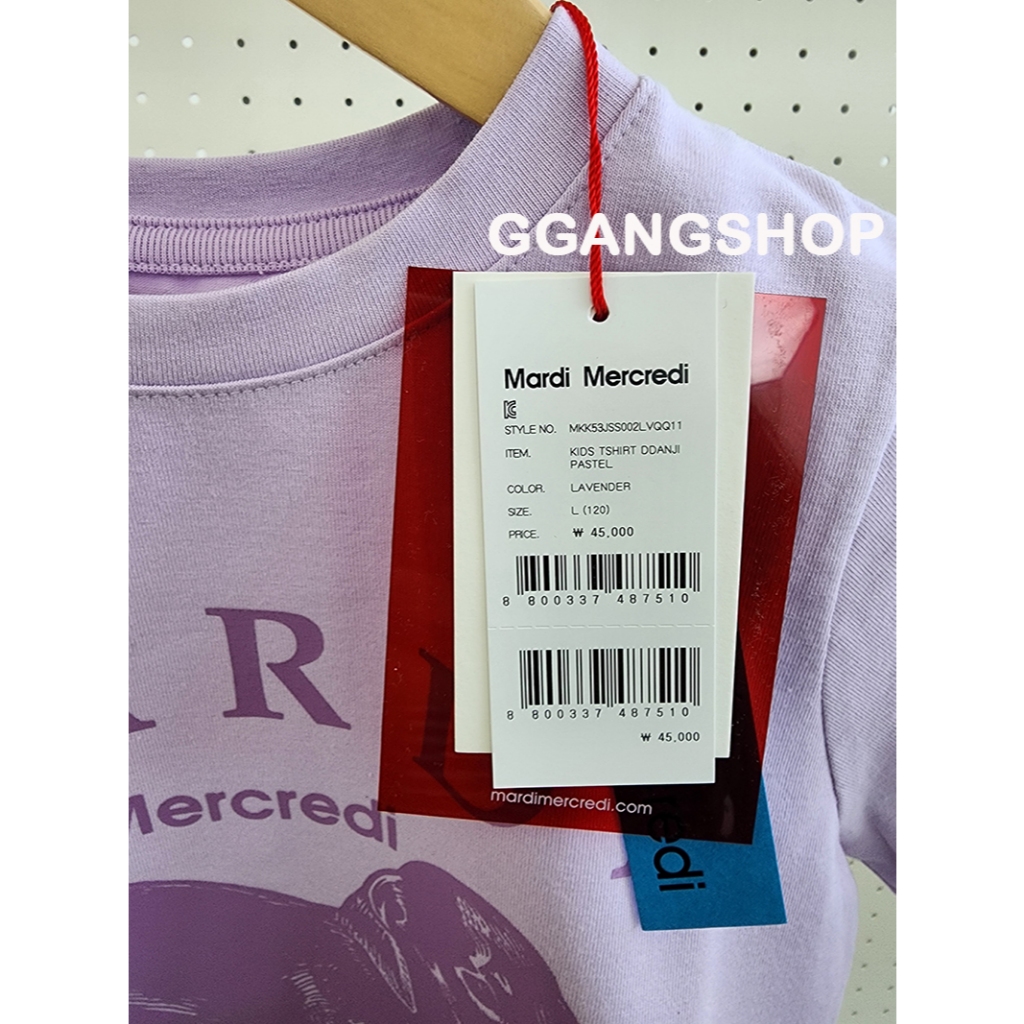 GGANGSHOP
Mardi Mercredi
STYLE NO. MKK53JSS002LVQQ11
ITEM. KIDS TSHIRT DDANJI
PASTEL
COLOR. LAVENDER
SIZE. L (120)
PRICE. ₩ 45,000
8 800337 487510
8 800337 487510
₩ 45,000
mardimercredi.com
R U
Mercredi
redi